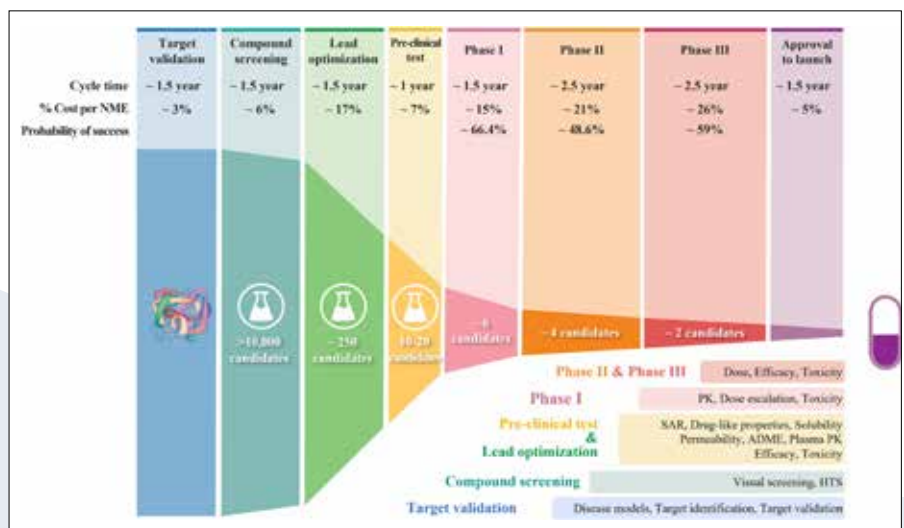 Target validation
Compound screening
Lead optimization
Pre-clinical test
Phase I
Phase II
Phase III
Approval to launch
Cycle time ~ 1.5 year ~ 1.5 year ~ 1.5 year ~ 1 year ~ 1.5 year ~ 2.5 year ~ 2.5 year ~ 1.5 year
% Cost per NME ~ 3% ~ 6% ~ 17% ~ 7% ~ 15% ~ 21% ~ 26% ~ 5%
Probability of success ~ 66.4% ~ 48.6% ~ 59%
>10,000 candidates
~ 250 candidates
10/20 candidates
~ 6 candidates
~ 4 candidates
~ 2 candidates
Phase II & Phase III Dose, Efficacy, Toxicity
Phase I PK, Dose escalation, Toxicity
Pre-clinical test
&
Lead optimization
SAR, Drug-like properties, Solubility
Permeability, ADME, Plasma PK
Efficacy, Toxicity
Compound screening Visual screening, HTS
Target validation Disease models, Target identification, Target validation